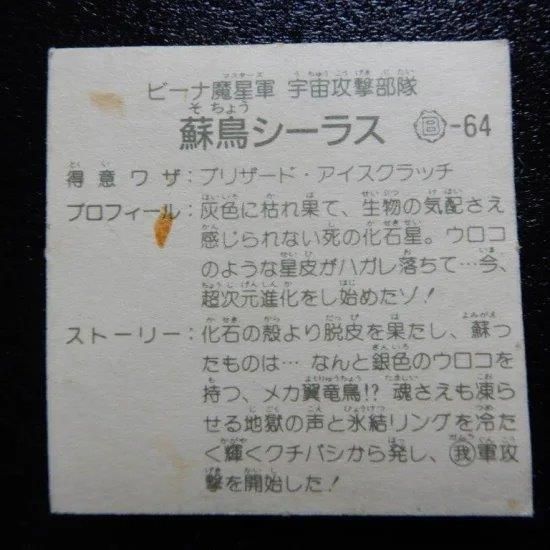 ビーナ魔星軍 宇宙攻撃部隊
蘇鳥シーラス 日-64
得意ワザ:ブリザード・アイスクラッチ
プロフィール:灰色に枯れ果て、生物の気配さえ
感じられない死の化石星。ウロコ
のような星皮がハガレ落ちて…今、
超次元進化をし始めたゾ!
ストーリー:化石の殻より脱皮を果たし、蘇っ
たものは… なんと銀色のウロコを
持つ、メカ翼竜鳥!? 魂さえも凍ら
せる地獄の声と氷結リングを冷た
く輝くクチバシから発し、我軍攻
撃を開始した!